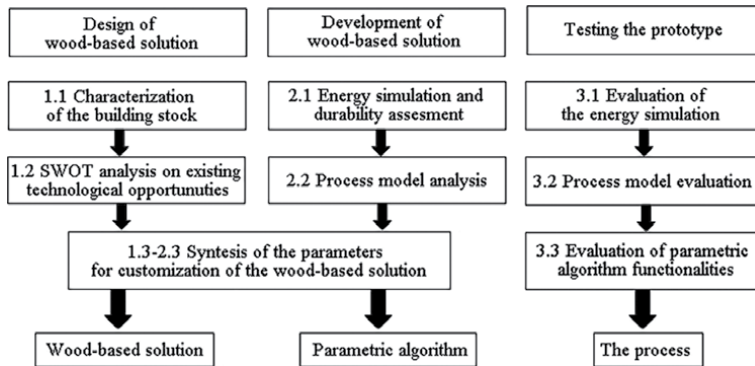 Design of
wood-based solution
Development of
wood-based solution
Testing the prototype
1.1 Characterization
of the building stock
2.1 Energy simulation and
durability assesment
3.1 Evaluation of
the energy simulation
1.2 SWOT analysis on existing
technological opportunuties
2.2 Process model analysis
3.2 Process model evaluation
1.3-2.3 Syntesis of the parameters
for customization of the wood-based solution
3.3 Evaluation of parametric
algorithm functionalities
Wood-based solution
Parametric algorithm
The process